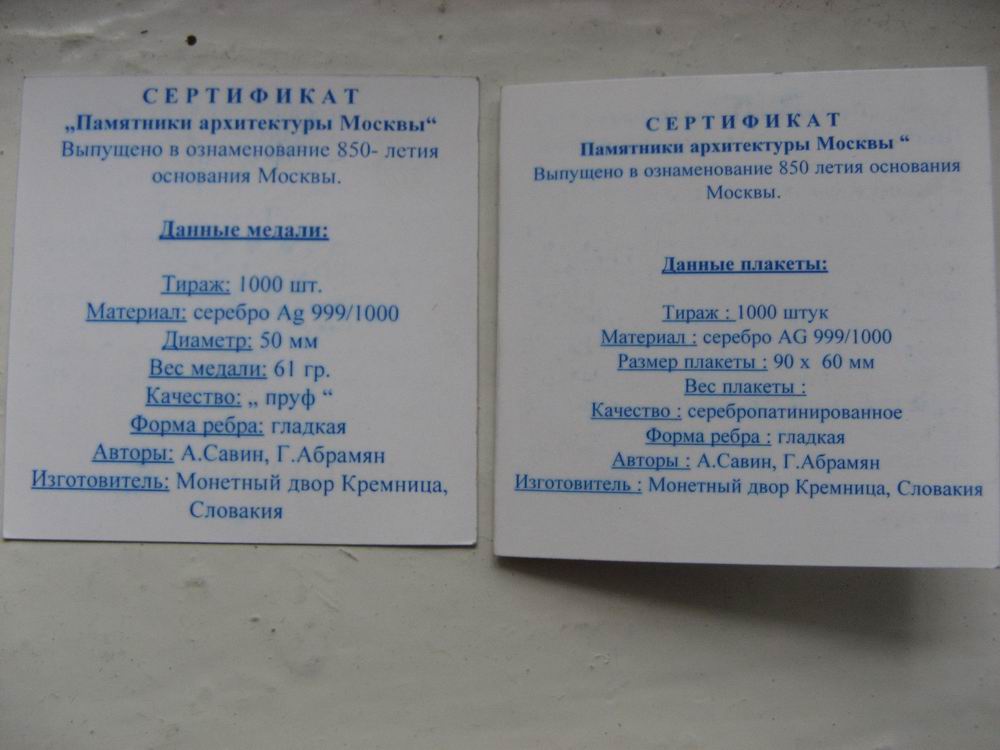 СЕРТИФИКАТ
„Памятники архитектуры Москвы“
Выпущено в ознаменование 850- летия
основания Москвы.
Данные медали:
Тираж: 1000 шт.
Материал: серебро Ag 999/1000
Диаметр: 50 мм
Вес медали: 61 гр.
Качество: „ пруф “
Форма ребра: гладкая
Авторы: А.Савин, Г.Абрамян
Изготовитель: Монетный двор Кремница,
Словакия
СЕРТИФИКАТ
Памятники архитектуры Москвы “
Выпущено в ознаменование 850 летия основания
Москвы.
Данные плакеты:
Тираж : 1000 штук
Материал : серебро AG 999/1000
Размер плакеты : 90 х 60 мм
Вес плакеты :
Качество : серебропатинированное
Форма ребра : гладкая
Авторы : А.Савин, Г.Абрамян
Изготовитель : Монетный двор Кремница, Словакия